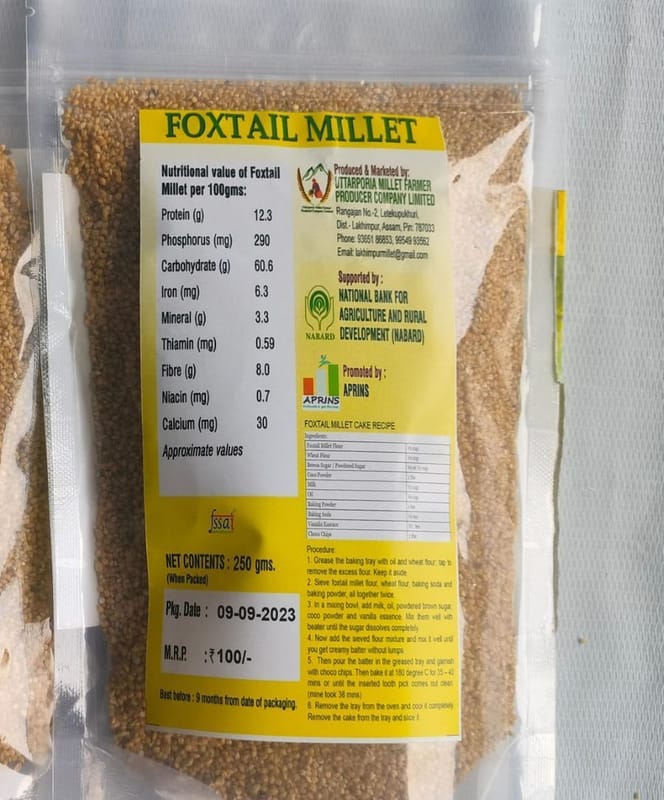 FOXTAIL MILLET
Nutritional value of Foxtail
Millet per 100gms:
Protein (g) 12.3
Phosphorus (mg) 290
Carbohydrate (g) 60.6
Iron (mg) 6.3
Mineral (g) 3.3
Thiamin (mg) 0.59
Fibre (g) 8.0
Niacin (mg) 0.7
Calcium (mg) 30
Approximate values
fssai
NET CONTENTS : 250 gms.
(When Packed)
Pkg. Date : 09-09-2023
M.R.P. : ₹100/-
Best before : 9 months from date of packaging.
Produced & Marketed by:
UTTARPORIA MILLET FARMER
PRODUCER COMPANY LIMITED
Rangajan No.-2, Letekupukhuri,
Dist.- Lakhimpur, Assam, Pin: 787033
Phone: 93651 86853, 99549 93562
Email: lakhimpurmillet@gmail.com
Supported by :
NATIONAL BANK FOR
AGRICULTURE AND RURAL
DEVELOPMENT (NABARD)
NABARD
Promoted by :
APRINS
APRINS
FOXTAIL MILLET CAKE RECIPE
Ingredients:
Foxtail Millet Flour
Wheat Flour
Brown Sugar / Powdered Sugar
Coco Powder
Milk
Oil
Baking Powder
Baking Soda
Vannila Essence
Choco Chips
Procedure:
1. Grease the baking tray with oil and wheat flour; tap to
remove the excess flour. Keep it aside.
2. Sieve foxtail millet flour, wheat flour, baking soda and
baking powder, all together twice.
3. In a mixing bowl, add milk, oil, powdered brown sugar,
coco powder and vanilla essance. Mix them well with
beater until the sugar dissolves completely.
4. Now add the seived flour mixture and mix it well until
you get creamy batter without lumps.
5. Then pour the batter in the greased tray and garnish
with choco chips. Then bake it at 180 degree C for 35 – 40
mins or until the inserted tooth pick comes out clean.
(mine took 38 mins)
6. Remove the tray from the oven and cool it completely.
Remove the cake from the tray and slice it